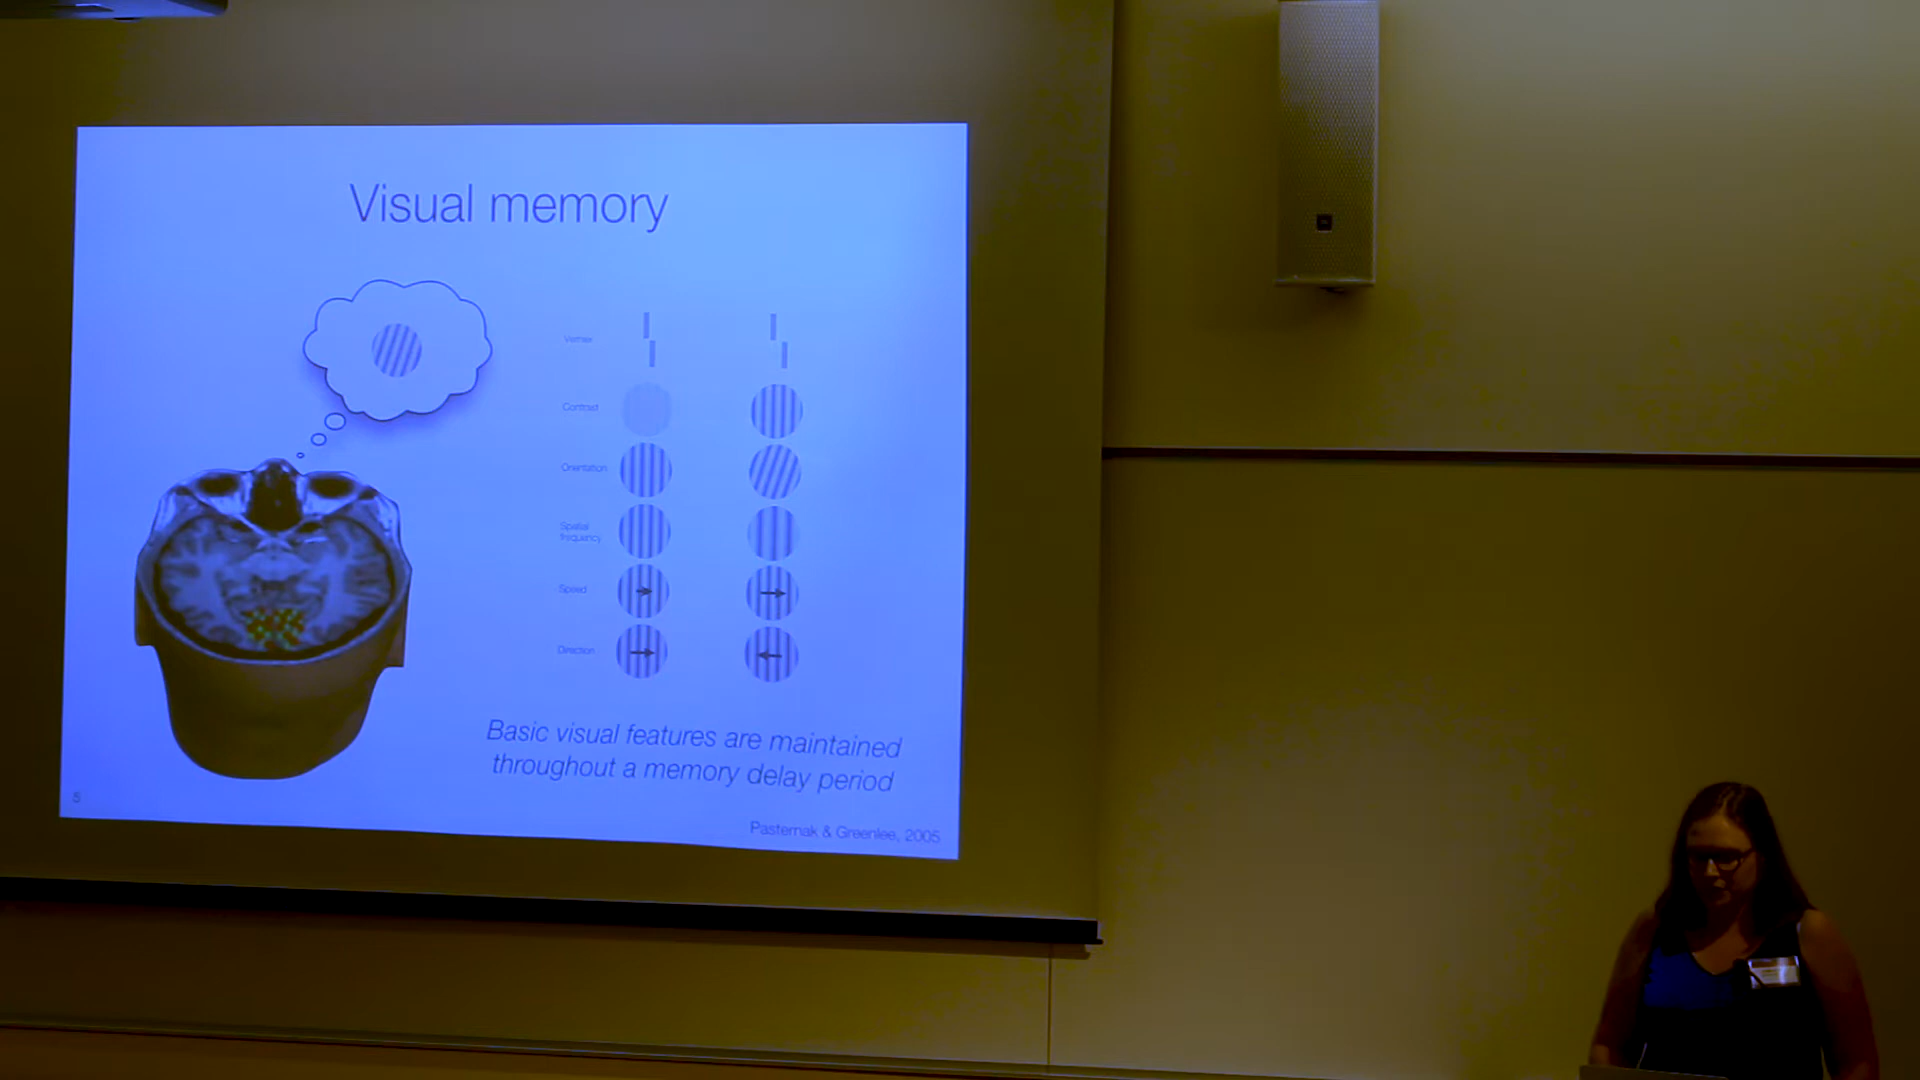 Visual memory
Vernier
Contrast
Orientation
Spatial
frequency
Speed
Direction
Basic visual features are maintained
throughout a memory delay period
5
Pasternak & Greenlee, 2005